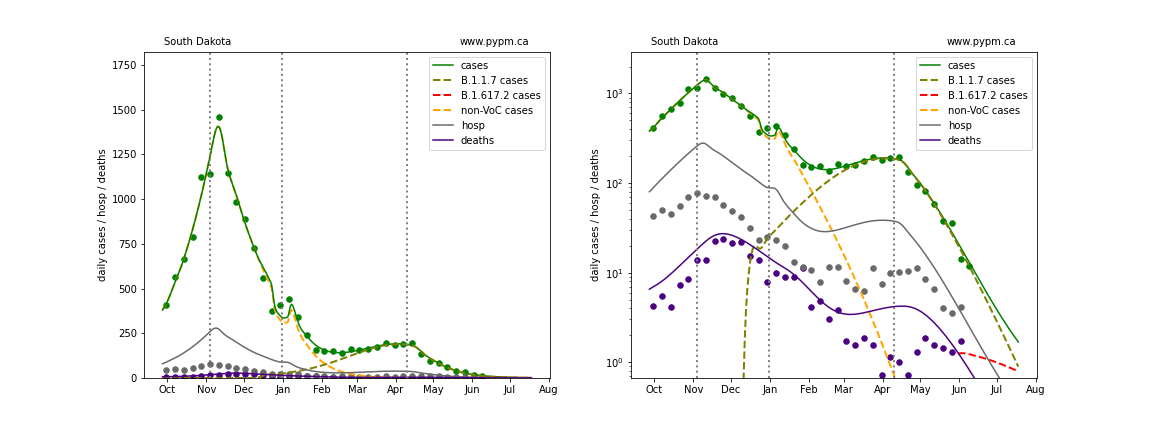 South Dakota www.pypm.ca
daily cases / hosp / deaths
1750
1500
1250
1000
750
500
250
0
cases
B.1.1.7 cases
B.1.617.2 cases
non-VoC cases
hosp
deaths
Oct Nov Dec Jan Feb Mar Apr May Jun Jul Aug
South Dakota www.pypm.ca
daily cases / hosp / deaths
10³
10²
10¹
10⁰
cases
B.1.1.7 cases
B.1.617.2 cases
non-VoC cases
hosp
deaths
Oct Nov Dec Jan Feb Mar Apr May Jun Jul Aug